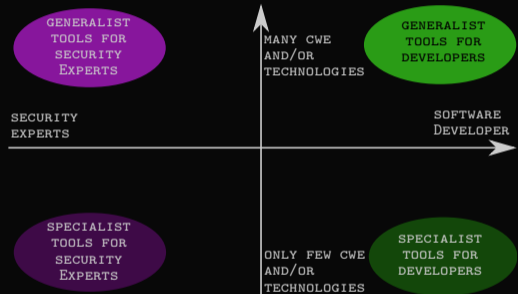 GENERALIST
TOOLS FOR
SECURITY
EXPERTS
MANY CWE
AND/OR
TECHNOLOGIES
GENERALIST
TOOLS FOR
DEVELOPERS
SECURITY
EXPERTS
SOFTWARE
DEVELOPER
SPECIALIST
TOOLS FOR
SECURITY
EXPERTS
ONLY FEW CWE
AND/OR
TECHNOLOGIES
SPECIALIST
TOOLS FOR
DEVELOPERS